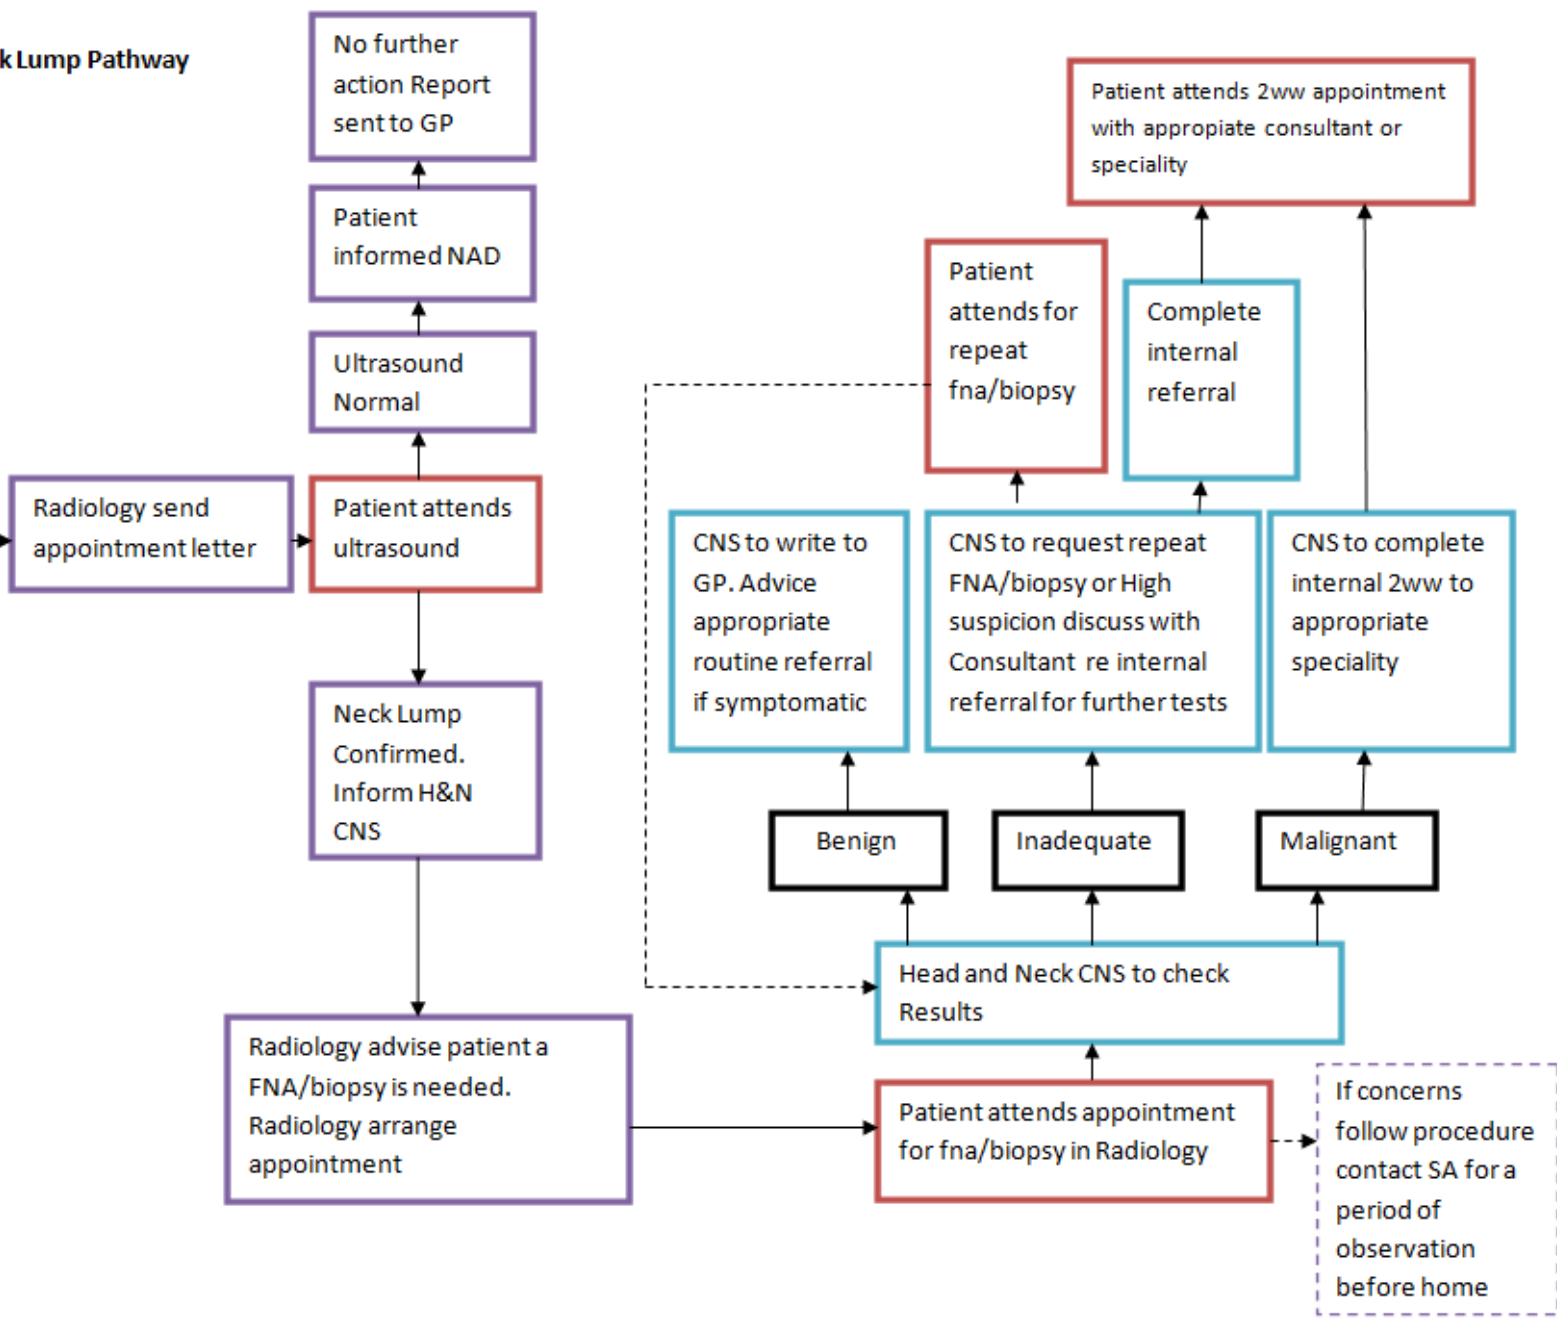 k Lump Pathway
No further
action Report
sent to GP
Patient
informed NAD
Ultrasound
Normal
Radiology send
appointment letter
Patient attends
ultrasound
Neck Lump
Confirmed.
Inform H&N
CNS
Radiology advise patient a
FNA/biopsy is needed.
Radiology arrange
appointment
Patient attends 2ww appointment
with appropiate consultant or
speciality
Patient
attends for
repeat
fna/biopsy
Complete
internal
referral
CNS to write to
GP. Advice
appropriate
routine referral
if symptomatic
CNS to request repeat
FNA/biopsy or High
suspicion discuss with
Consultant re internal
referral for further tests
CNS to complete
internal 2ww to
appropriate
speciality
Benign
Inadequate
Malignant
Head and Neck CNS to check
Results
Patient attends appointment
for fna/biopsy in Radiology
If concerns
follow procedure
contact SA for a
period of
observation
before home